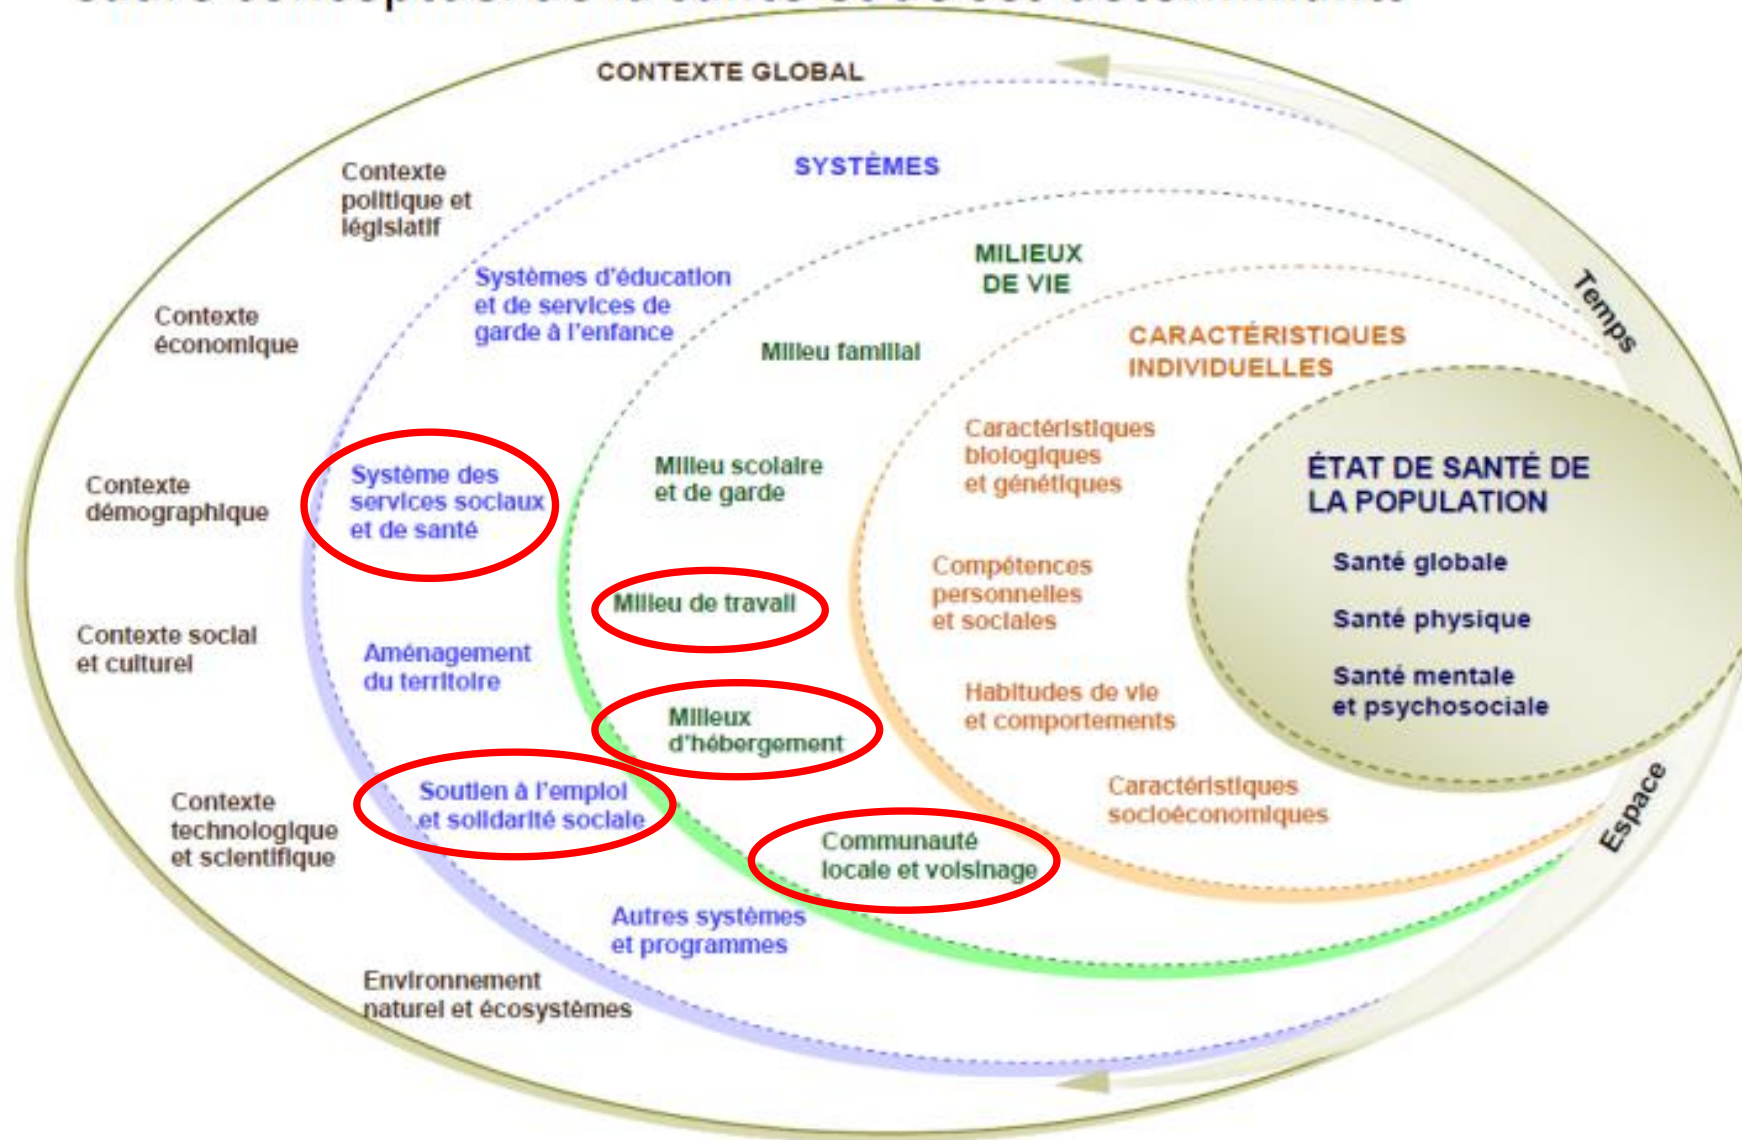 CONTEXTE GLOBAL
SYSTÈMES
Contexte
politique et
législatif
MILIEUX
DE VIE
Systèmes d'éducation
et de services de
garde à l'enfance
Temps
Contexte
économique
Milieu familial
CARACTÉRISTIQUES
INDIVIDUELLES
Caractéristiques
biologiques
et génétiques
Milieu scolaire
et de garde
Système des
services sociaux
et de santé
Contexte
démographique
ÉTAT DE SANTÉ DE
LA POPULATION
Santé globale
Santé physique
Santé mentale
et psychosociale
Compétences
personnelles
et sociales
Milieu de travail
Contexte social
et culturel
Aménagement
du territoire
Habitudes de vie
et comportements
Milieux
d'hébergement
Soutien à l'emploi
et solidarité sociale
Caractéristiques
socioéconomiques
Espace
Contexte
technologique
et scientifique
Communauté
locale et voisinage
Autres systèmes
et programmes
Environnement
naturel et écosystèmes